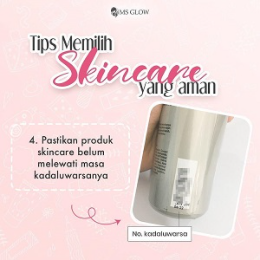 MS GLOW
Tips Memilih
Skincare
yang aman
4. Pastikan produk
skincare belum
melewati masa
kadaluwarsanya
No. kadaluwarsa